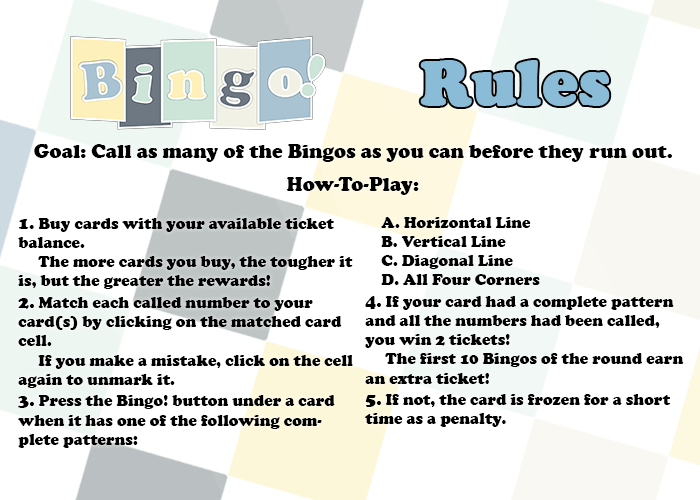 Bingo!
Rules
Goal: Call as many of the Bingos as you can before they run out.
How-To-Play:
1. Buy cards with your available ticket
balance.
The more cards you buy, the tougher it
is, but the greater the rewards!
2. Match each called number to your
card(s) by clicking on the matched card
cell.
If you make a mistake, click on the cell
again to unmark it.
3. Press the Bingo! button under a card
when it has one of the following com-
plete patterns:
A. Horizontal Line
B. Vertical Line
C. Diagonal Line
D. All Four Corners
4. If your card had a complete pattern
and all the numbers had been called,
you win 2 tickets!
The first 10 Bingos of the round earn
an extra ticket!
5. If not, the card is frozen for a short
time as a penalty.